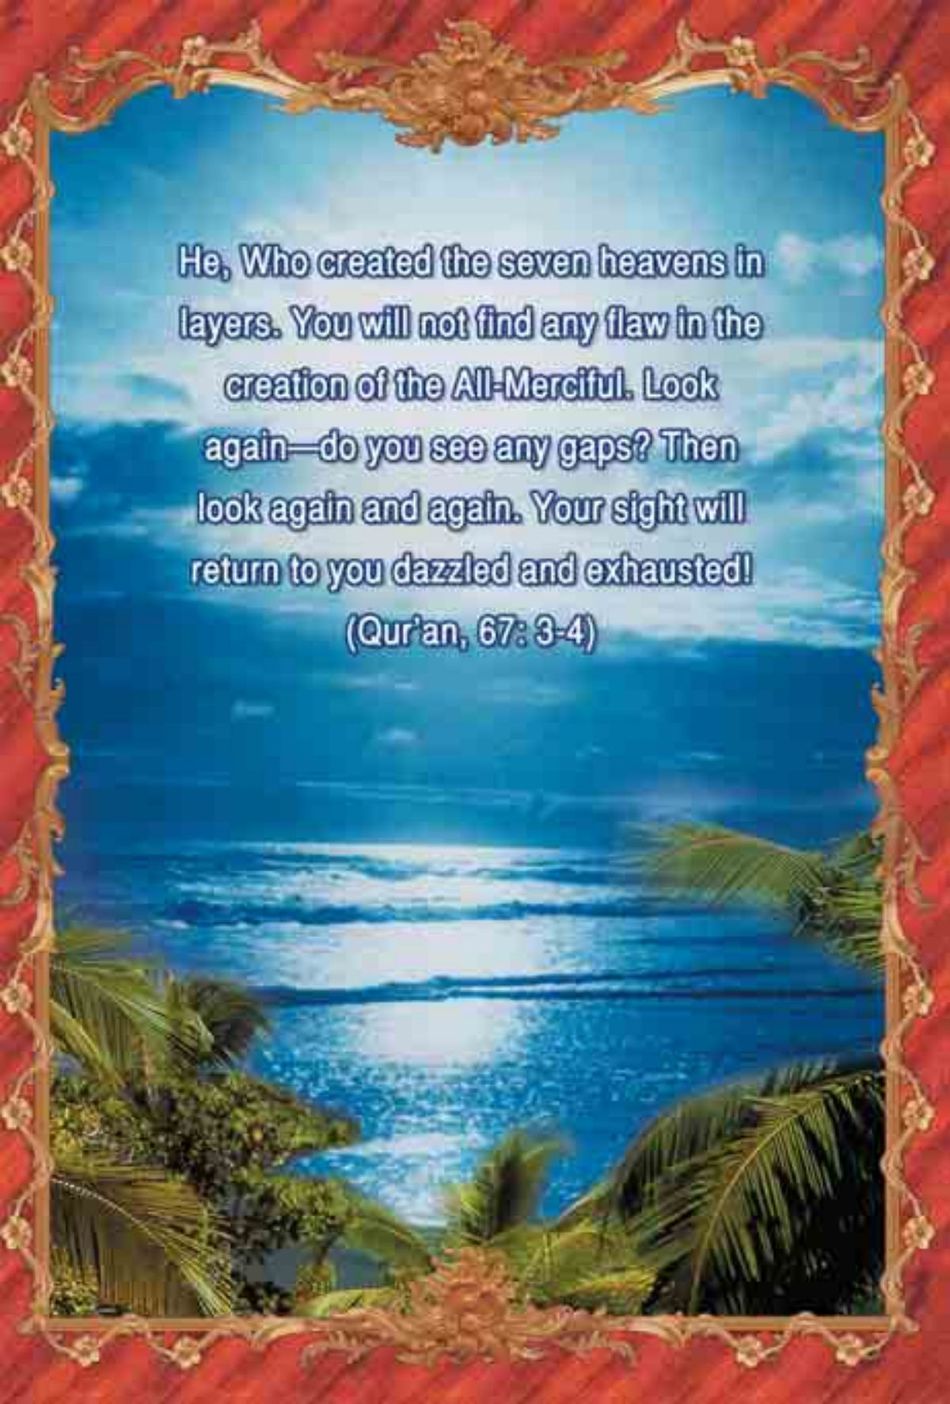 He, Who created the seven heavens in
layers. You will not find any flaw in the
creation of the All-Merciful. Look
again—do you see any gaps? Then
look again and again. Your sight will
return to you dazzled and exhausted!
(Qur'an, 67: 3-4)